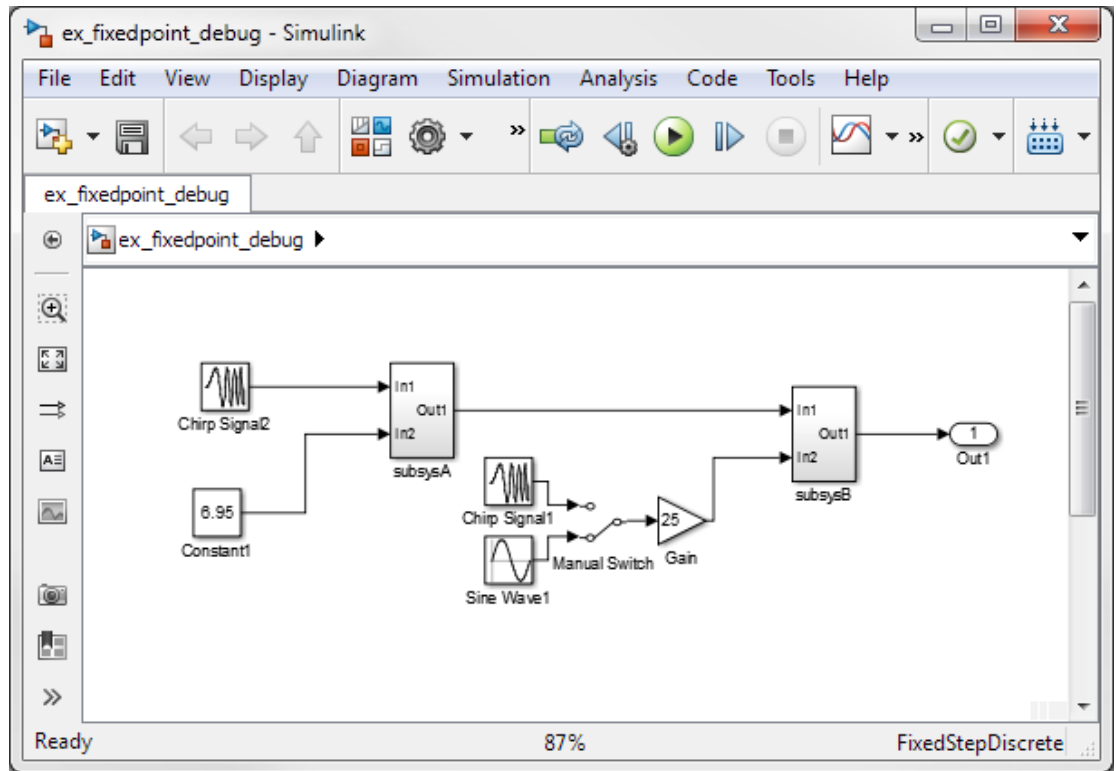 ex_fixedpoint_debug - Simulink
File Edit View Display Diagram Simulation Analysis Code Tools Help
ex_fixedpoint_debug
ex_fixedpoint_debug
In1
Out1
In2
subsysA
Chirp Signal2
6.95
Constant1
Chirp Signal1
Sine Wave1
Manual Switch
25
Gain
In1
Out1
In2
subsysB
1
Out1
Ready 87% FixedStepDiscrete